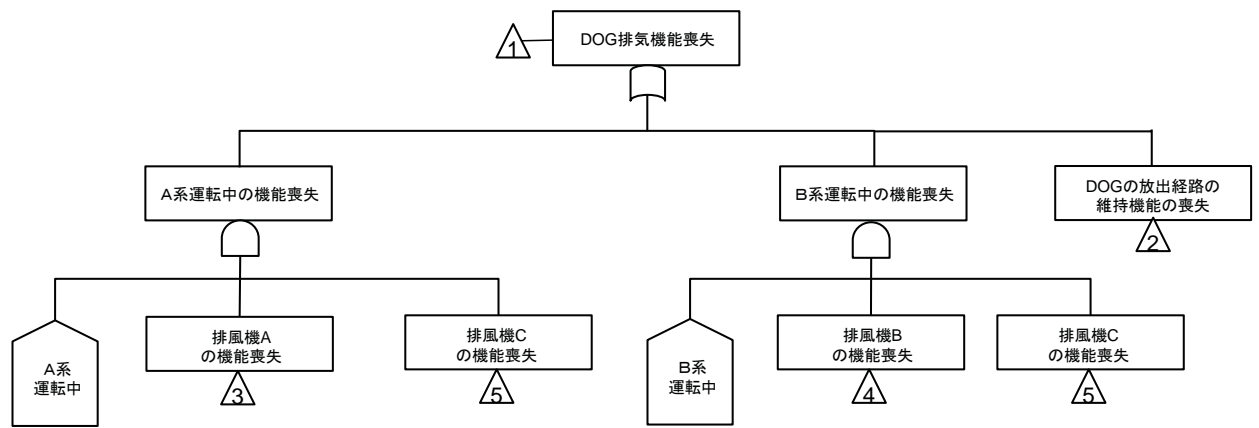 DOG排気機能喪失
1
A系運転中の機能喪失
B系運転中の機能喪失
DOGの放出経路の
維持機能の喪失
2
A系
運転中
排風機A
の機能喪失
3
排風機C
の機能喪失
5
B系
運転中
排風機B
の機能喪失
4
排風機C
の機能喪失
5